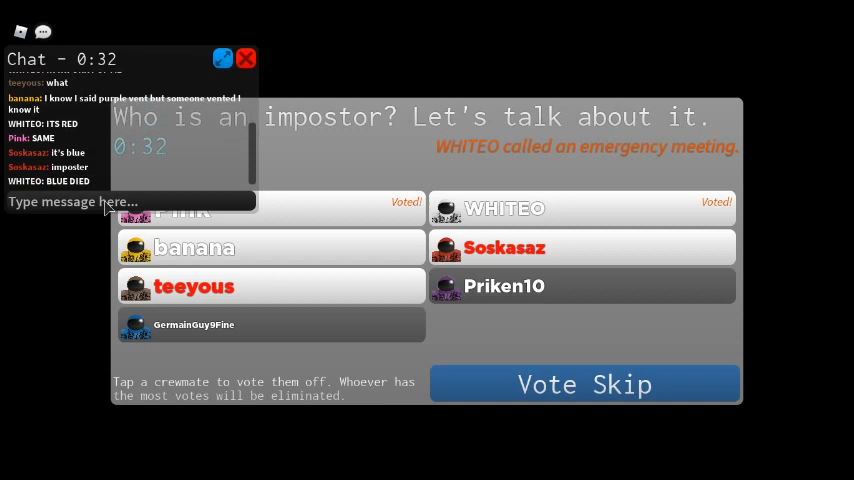 Chat - 0:32
teeyous: what
banana: I know I said purple vent but someone vented I
know it
WHITEO: ITS RED
Pink: SAME
Soskasaz: it's blue
Soskasaz: imposter
WHITEO: BLUE DIED
Type message here...
Who is an impostor? Let's talk about it.
0:32
WHITEO called an emergency meeting.
Pink Voted!
WHITEO Voted!
banana
Soskasaz
teeyous
Priken10
GermainGuy9Fine
Tap a crewmate to vote them off. Whoever has
the most votes will be eliminated.
Vote Skip